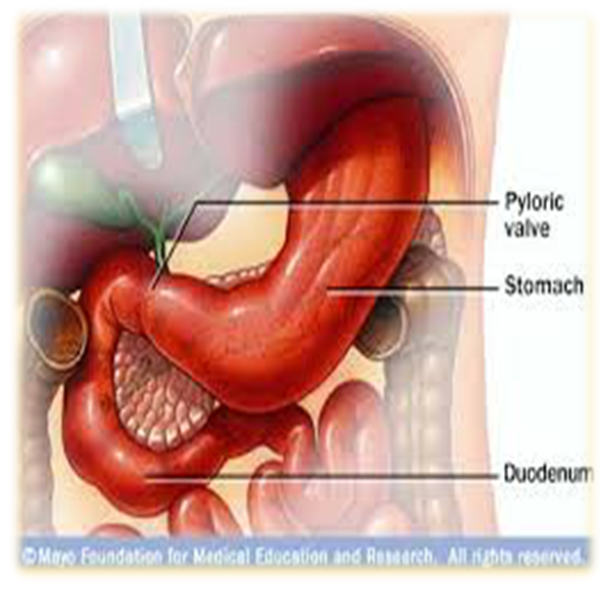 Pyloric
valve
Stomach
Duodenum
©Mayo Foundation for Medical Education and Research. All rights reserved.